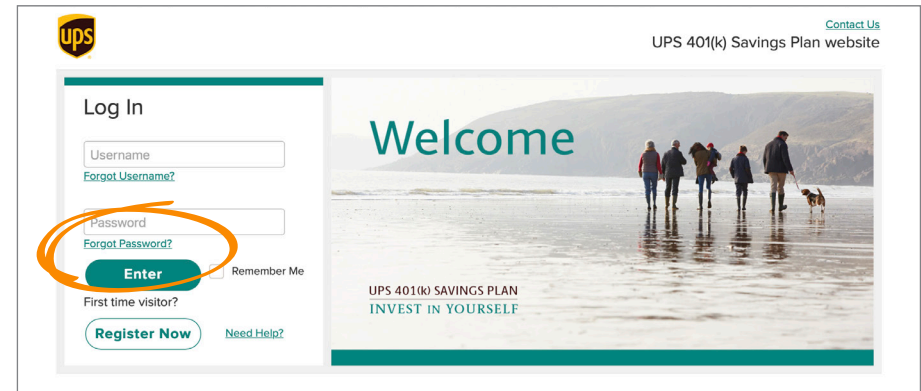 ups
Contact Us
UPS 401(k) Savings Plan website
Log In
Username
Forgot Username?
Password
Forgot Password?
Enter
Remember Me
First time visitor?
Register Now
Need Help?
Welcome
UPS 401(k) SAVINGS PLAN
INVEST IN YOURSELF